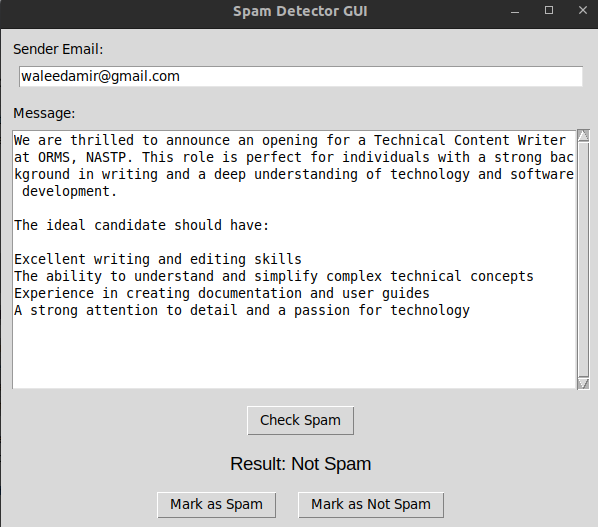 Spam Detector GUI
Sender Email:
waleedamir@gmail.com
Message:
We are thrilled to announce an opening for a Technical Content Writer
at ORMS, NASTP. This role is perfect for individuals with a strong bac
kground in writing and a deep understanding of technology and software
 development.
The ideal candidate should have:
Excellent writing and editing skills
The ability to understand and simplify complex technical concepts
Experience in creating documentation and user guides
A strong attention to detail and a passion for technology
Check Spam
Result: Not Spam
Mark as Spam Mark as Not Spam